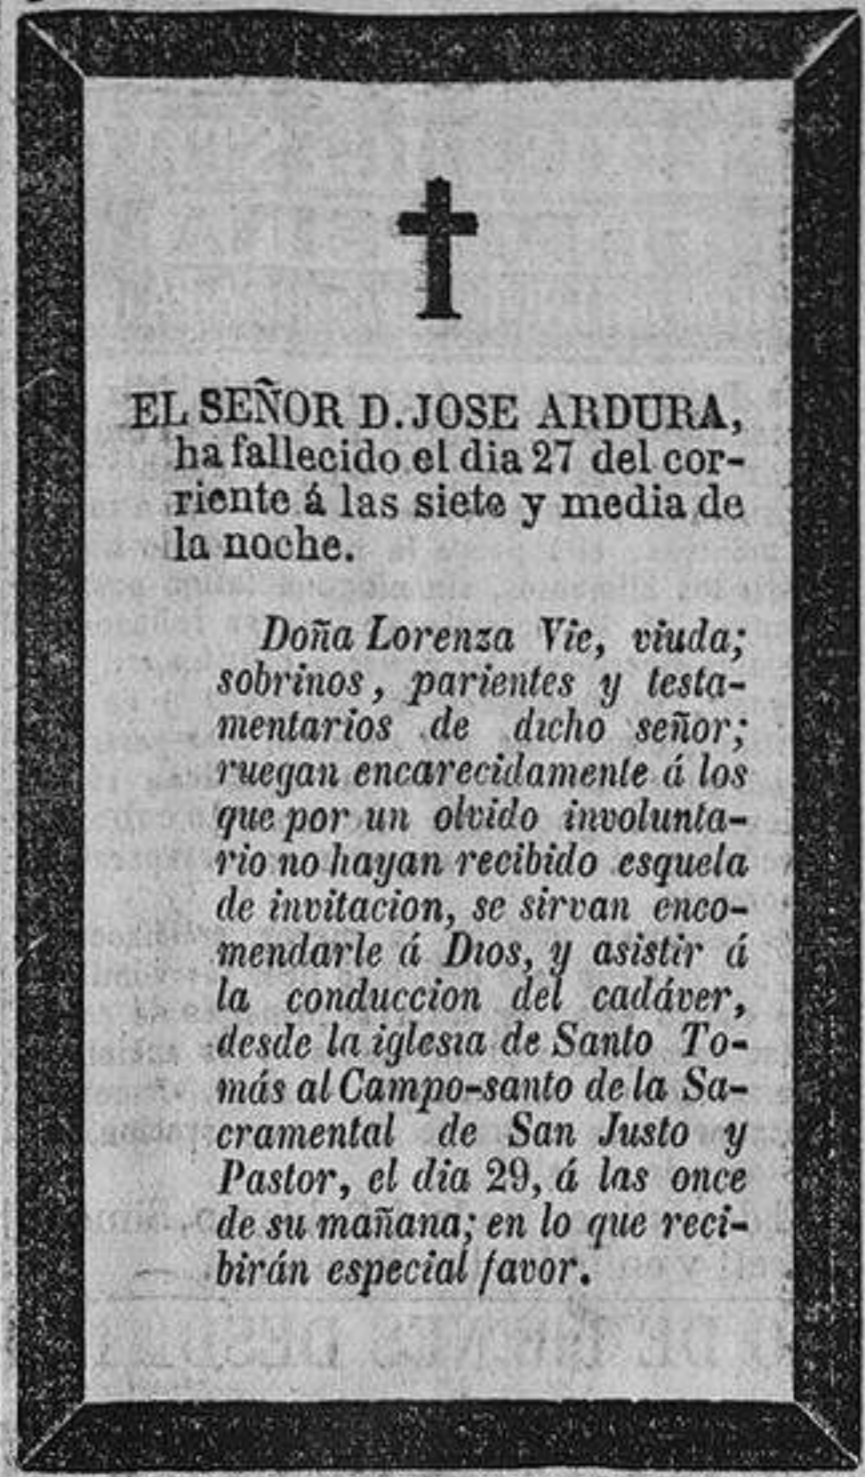 EL SEÑOR D. JOSE ARDURA,
ha fallecido el dia 27 del cor-
riente á las siete y media de
la noche.
Doña Lorenza Vie, viuda;
sobrinos, parientes y testa-
mentarios de dicho señor;
ruegan encarecidamente á los
que por un olvido involunta-
rio no hayan recibido esquela
de invitacion, se sirvan enco-
mendarle á Dios, y asistir á
la conduccion del cadáver,
desde la iglesia de Santo To-
más al Campo-santo de la Sa-
cramental de San Justo y
Pastor, el dia 29, á las once
de su mañana; en lo que reci-
birán especial favor.